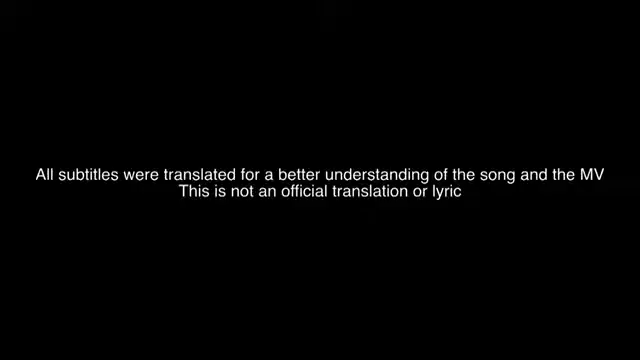 All subtitles were translated for a better understanding of the song and the MV
This is not an official translation or lyric